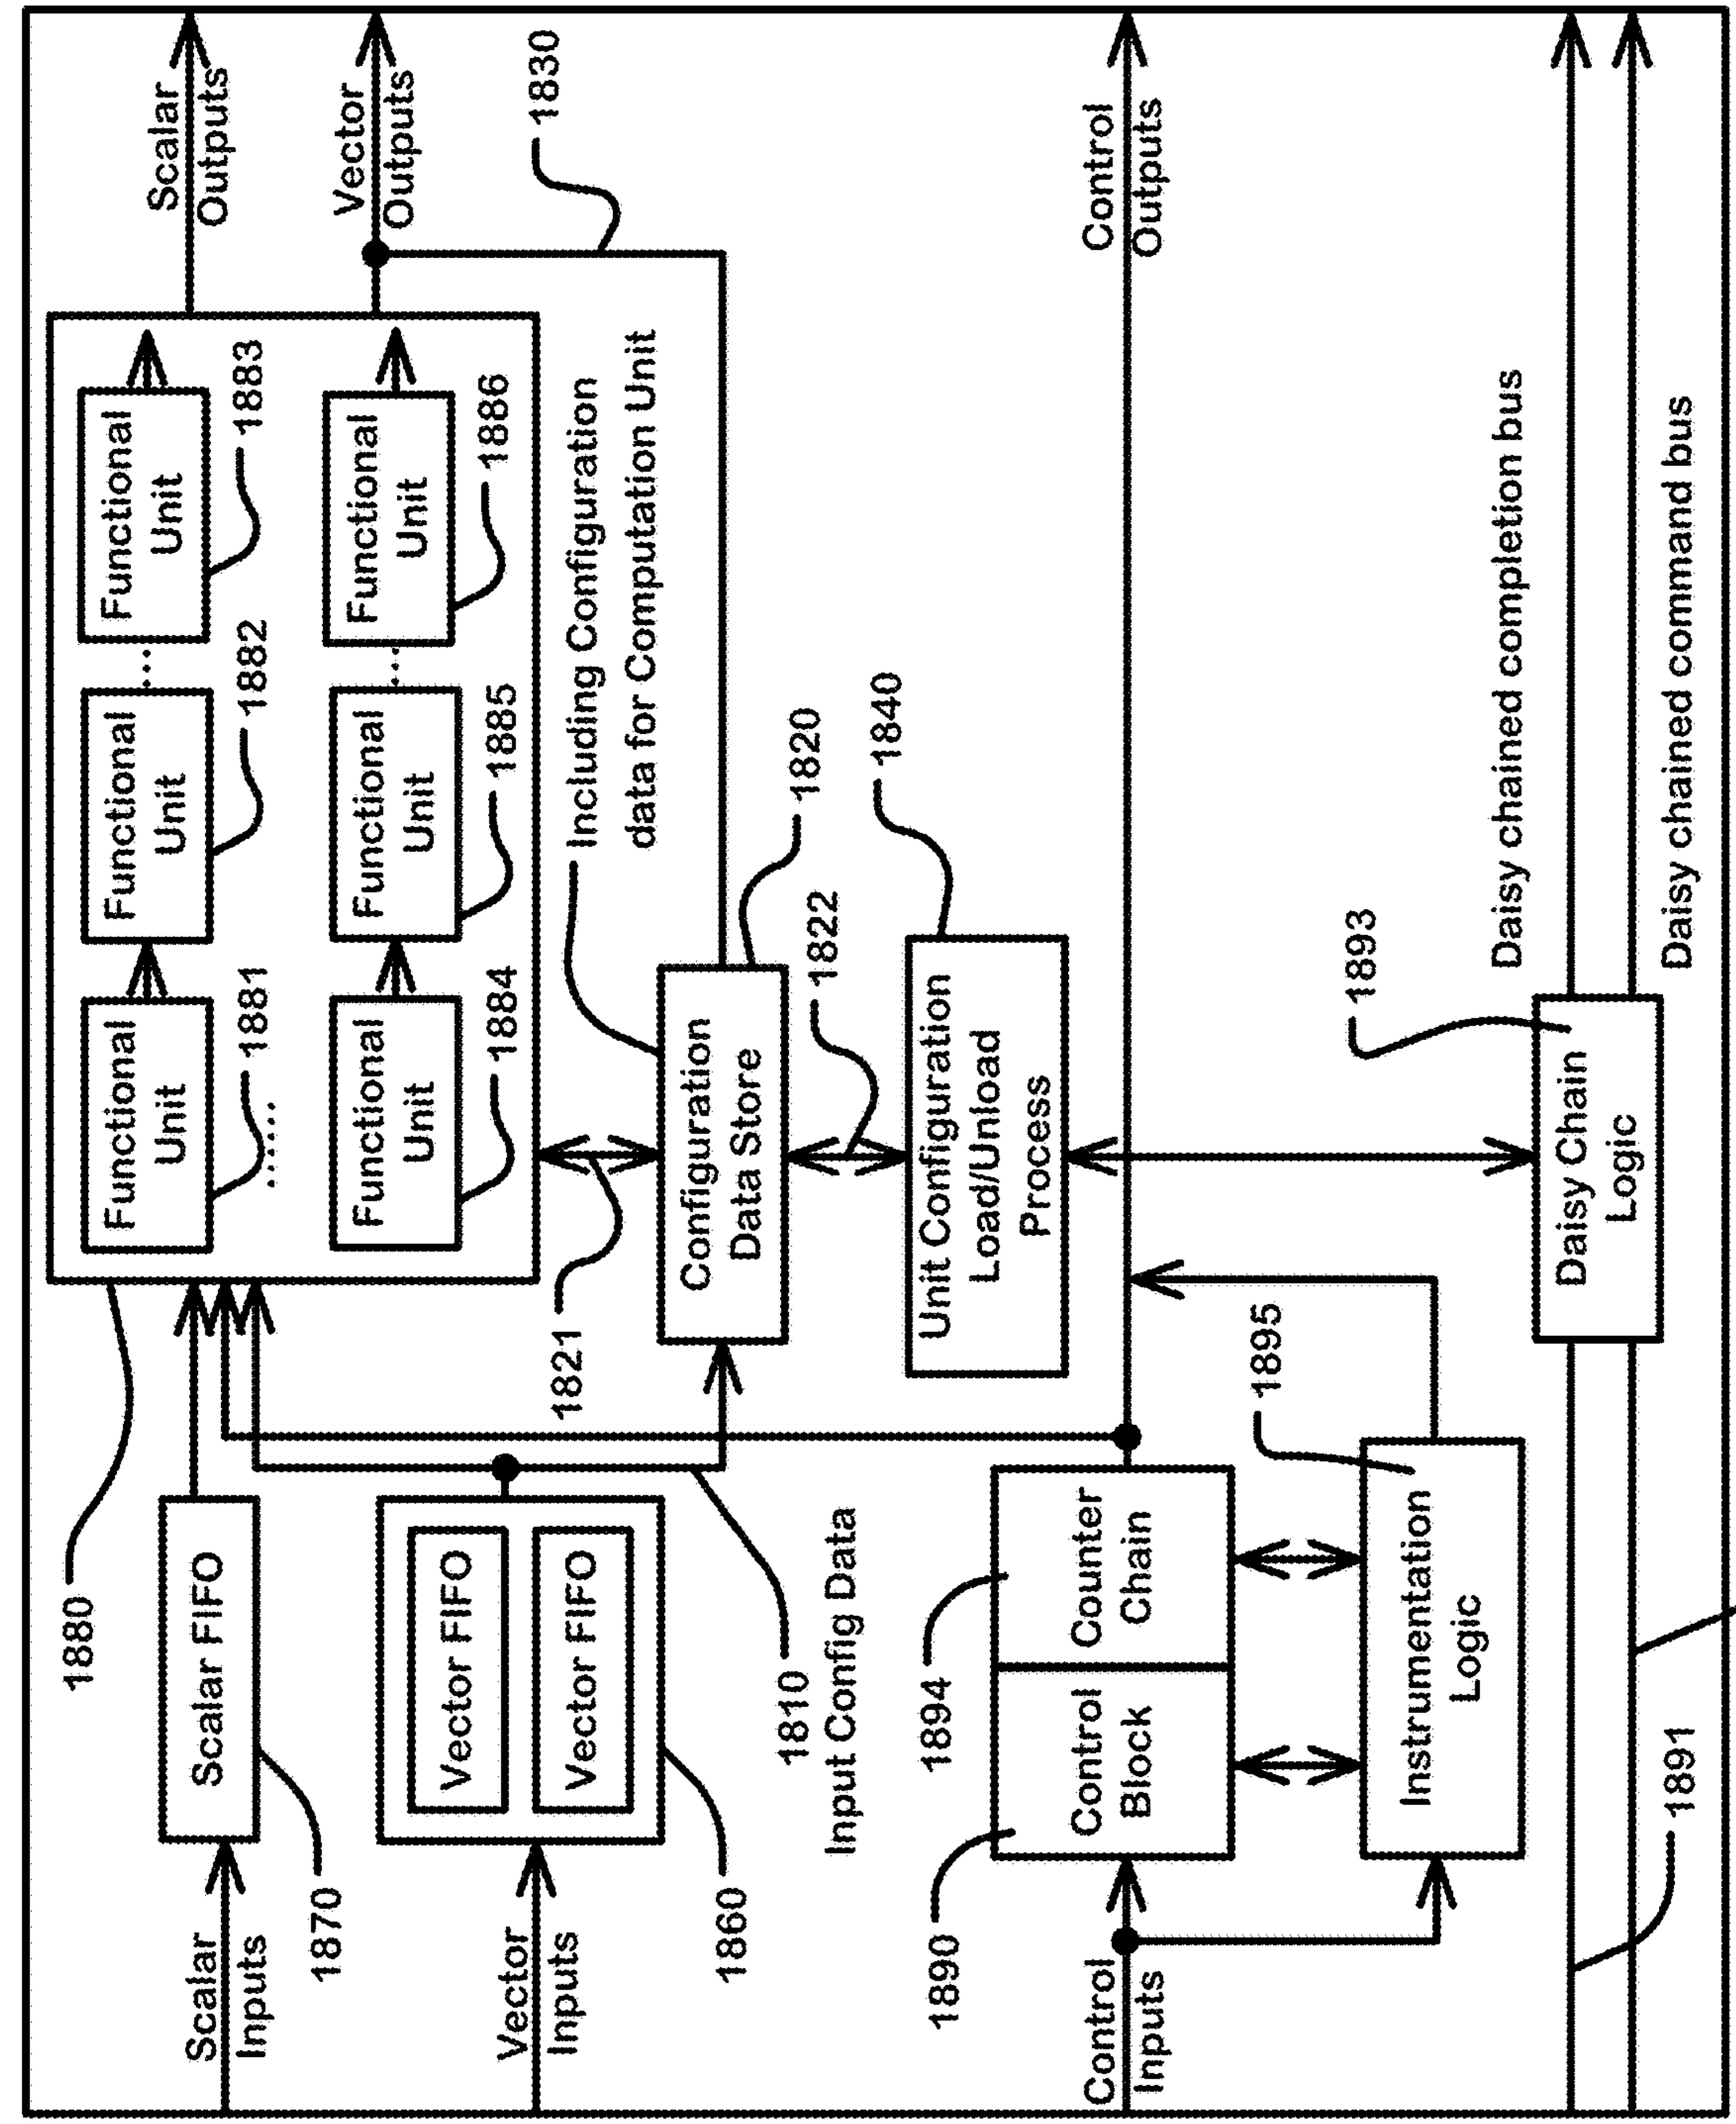 Scalar
Inputs
1870
Scalar FIFO
1880
Functional
Unit
1881
......
Functional
Unit
1882
...
Functional
Unit
1883
Functional
Unit
1884
Functional
Unit
1885
...
Functional
Unit
1886
Scalar
Outputs
Vector
Outputs
1830
Vector
Inputs
1860
Vector FIFO
Vector FIFO
1810
Input Config Data
1821
Configuration
Data Store
Including Configuration
data for Computation Unit
1820
1822
Unit Configuration
Load/Unload
Process
1840
Control
Inputs
1890
Control
Block
1894
Counter
Chain
Control
Outputs
Instrumentation
Logic
1895
1891
Daisy Chain
Logic
1893
Daisy chained completion bus
Daisy chained command bus